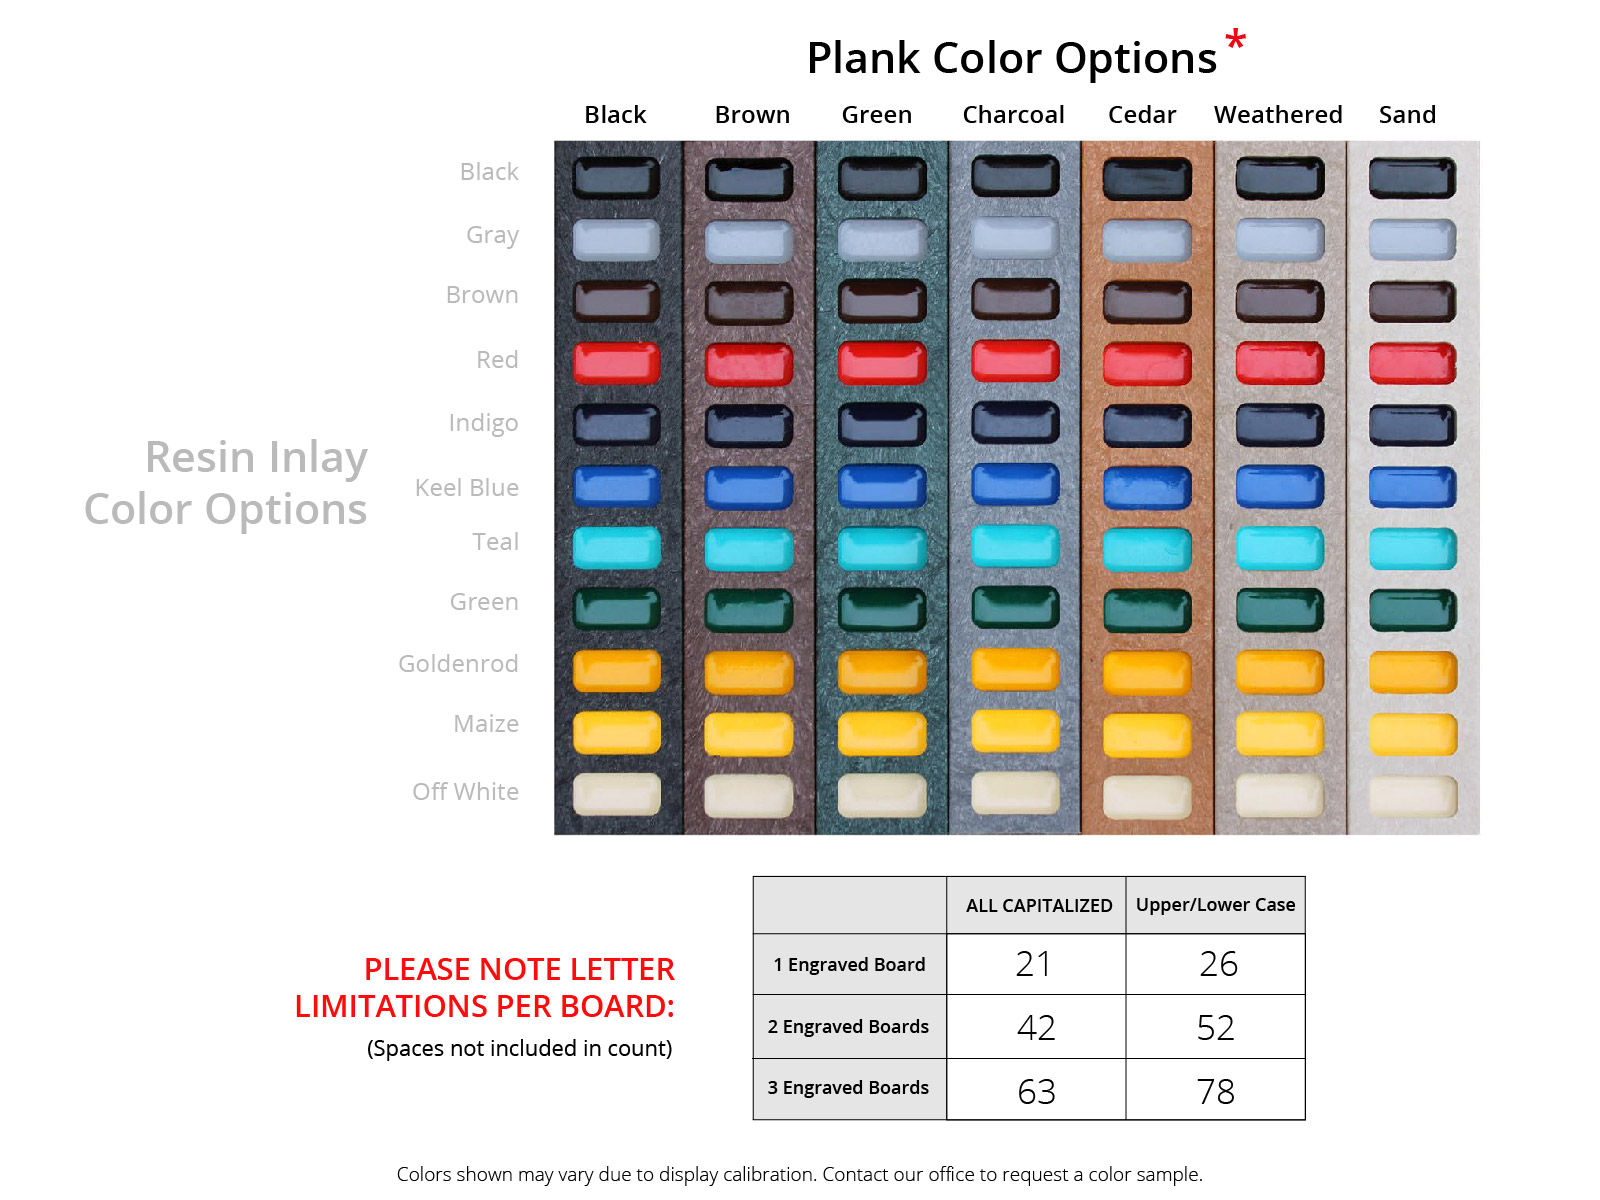 Plank Color Options*
Black Brown Green Charcoal Cedar Weathered Sand
Resin Inlay
Color Options
Black
Gray
Brown
Red
Indigo
Keel Blue
Teal
Green
Goldenrod
Maize
Off White
PLEASE NOTE LETTER
LIMITATIONS PER BOARD:
(Spaces not included in count)
ALL CAPITALIZED Upper/Lower Case
1 Engraved Board 21 26
2 Engraved Boards 42 52
3 Engraved Boards 63 78
Colors shown may vary due to display calibration. Contact our office to request a color sample.